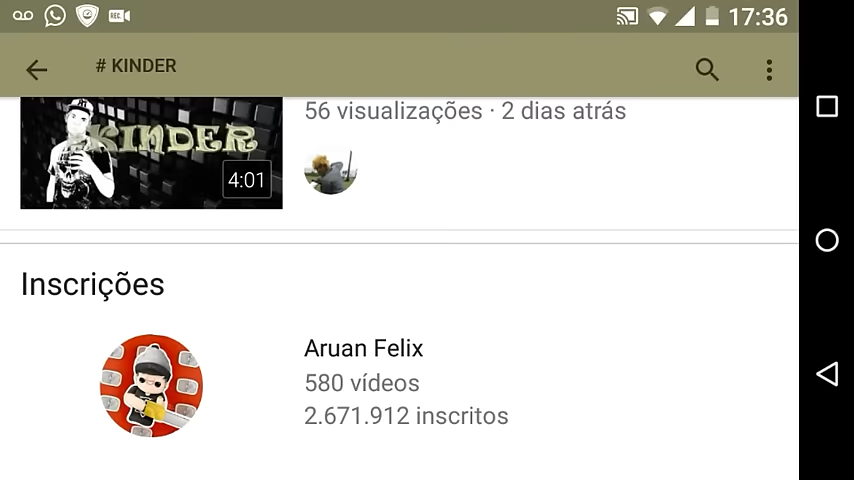 REC.
17:36
# KINDER
56 visualizações · 2 dias atrás
KINDER
4:01
Inscrições
Aruan Felix
580 vídeos
2.671.912 inscritos